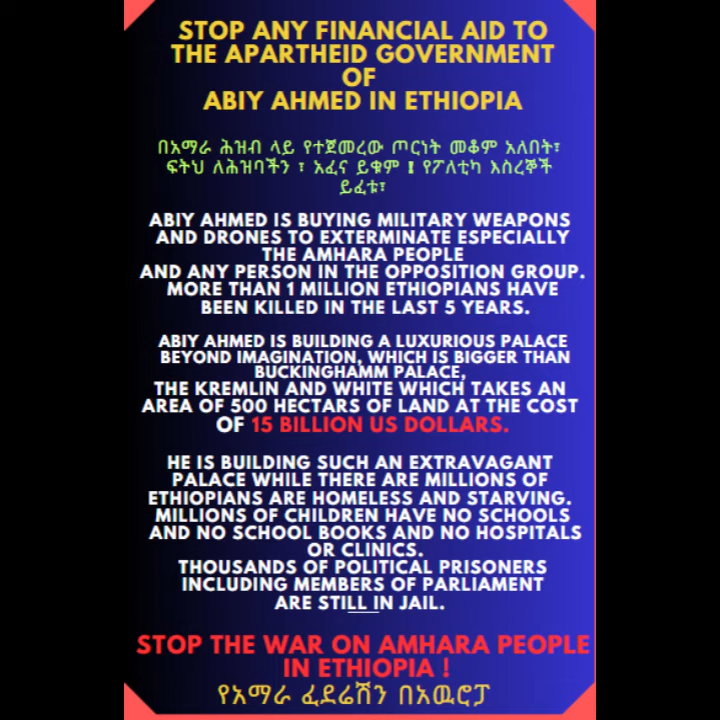 STOP ANY FINANCIAL AID TO
THE APARTHEID GOVERNMENT
OF
ABIY AHMED IN ETHIOPIA
በአማራ ሕዝብ ላይ የተጀመረው ጦርነት መቆም አለበት፣
ፍትህ ለሕዝባችን ፣ አፈና ይቁም ! የፖለቲካ እስረኞች
ይፈቱ፣
ABIY AHMED IS BUYING MILITARY WEAPONS
AND DRONES TO EXTERMINATE ESPECIALLY
THE AMHARA PEOPLE
AND ANY PERSON IN THE OPPOSITION GROUP.
MORE THAN 1 MILLION ETHIOPIANS HAVE
BEEN KILLED IN THE LAST 5 YEARS.
ABIY AHMED IS BUILDING A LUXURIOUS PALACE
BEYOND IMAGINATION, WHICH IS BIGGER THAN
BUCKINGHAMM PALACE,
THE KREMLIN AND WHITE WHICH TAKES AN
AREA OF 500 HECTARS OF LAND AT THE COST
OF 15 BILLION US DOLLARS.
HE IS BUILDING SUCH AN EXTRAVAGANT
PALACE WHILE THERE ARE MILLIONS OF
ETHIOPIANS ARE HOMELESS AND STARVING.
MILLIONS OF CHILDREN HAVE NO SCHOOLS
AND NO SCHOOL BOOKS AND NO HOSPITALS
OR CLINICS.
THOUSANDS OF POLITICAL PRISONERS
INCLUDING MEMBERS OF PARLIAMENT
ARE STILL IN JAIL.
STOP THE WAR ON AMHARA PEOPLE
IN ETHIOPIA !
የአማራ ፈደሬሽን በአዉሮፓ